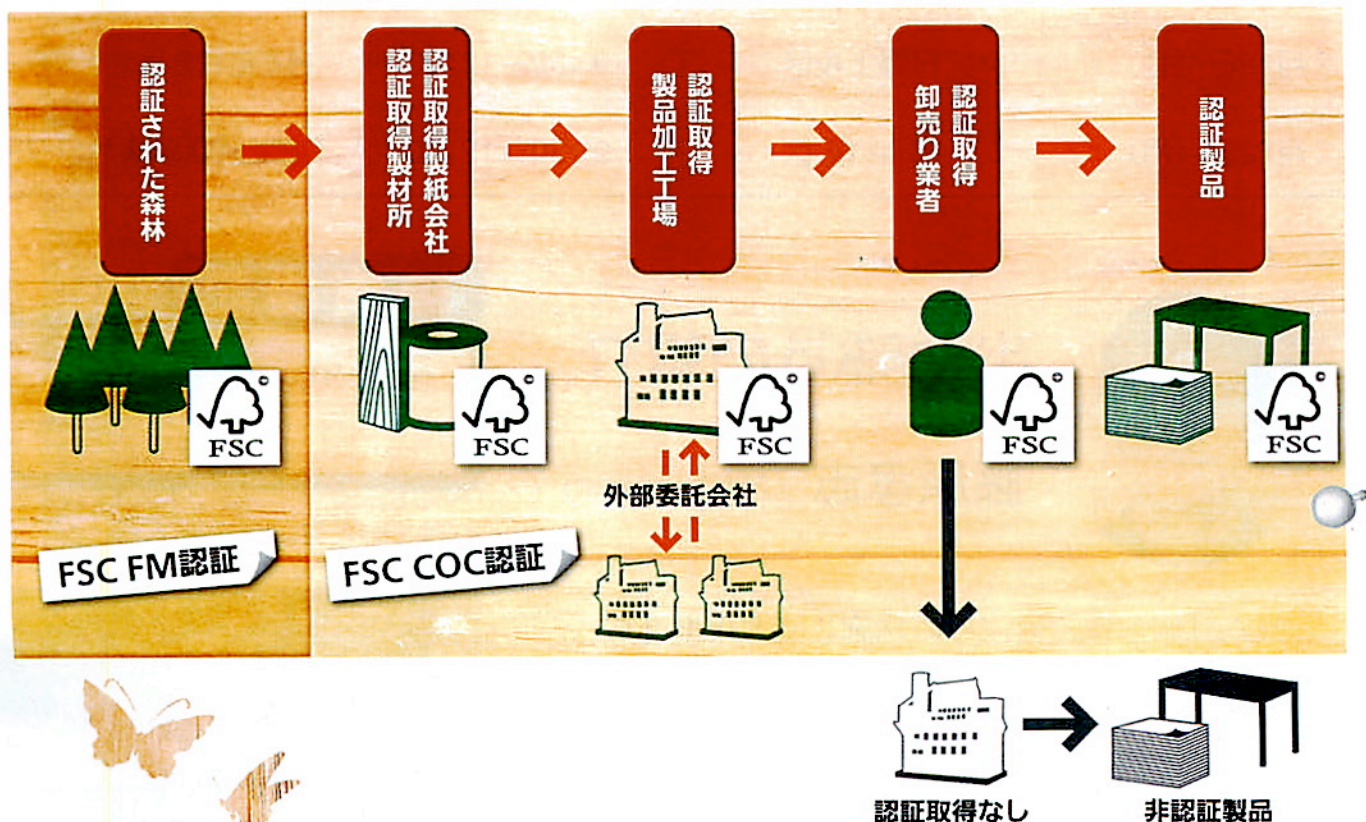 認証された森林
認証取得製紙会社
認証取得製材所
認証取得
製品加工工場
認証取得
卸売り業者
認証製品
©
FSC
©
FSC
©
FSC
©
FSC
©
FSC
外部委託会社
FSC FM認証
FSC COC認証
認証取得なし
非認証製品